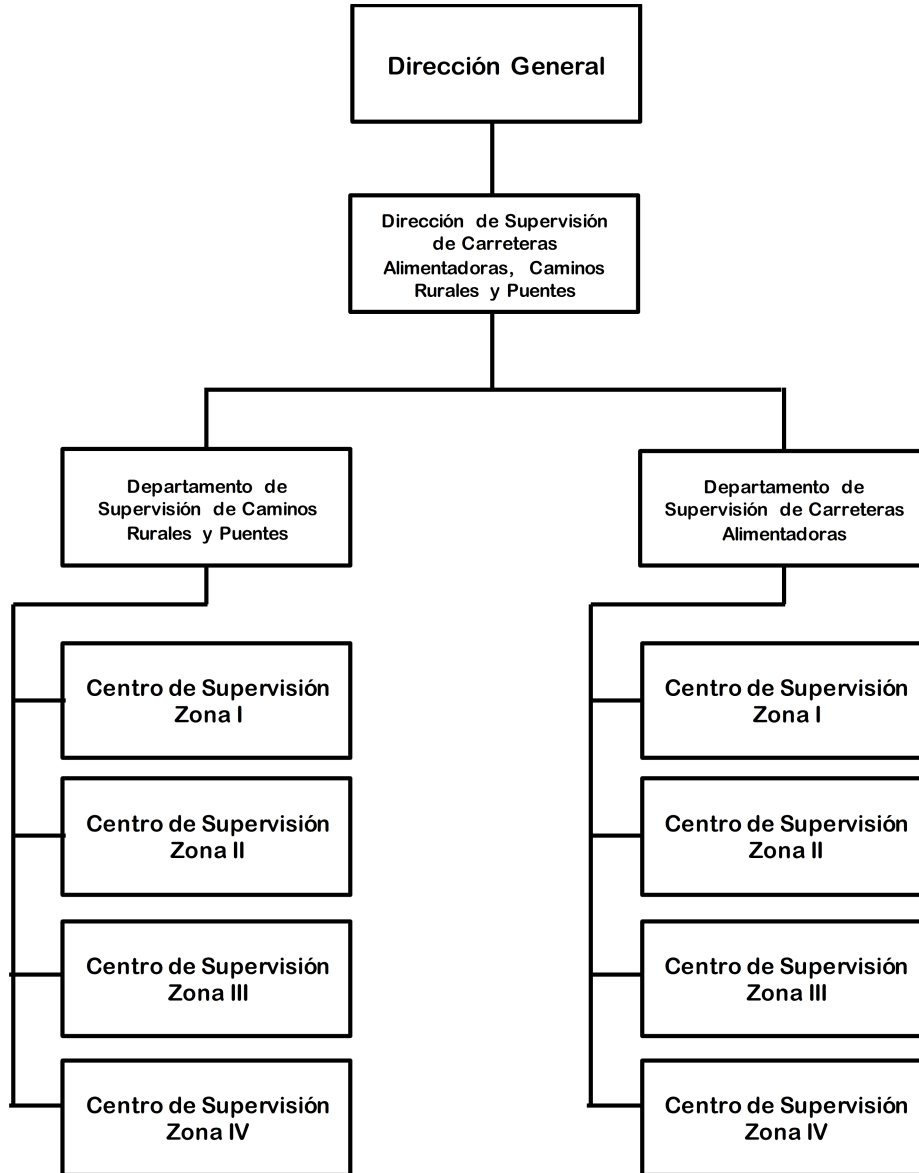 Dirección General
Dirección de Supervisión
de Carreteras
Alimentadoras, Caminos
Rurales y Puentes
Departamento de
Supervisión de Caminos
Rurales y Puentes
Centro de Supervisión
Zona I
Centro de Supervisión
Zona II
Centro de Supervisión
Zona III
Centro de Supervisión
Zona IV
Departamento de
Supervisión de Carreteras
Alimentadoras
Centro de Supervisión
Zona I
Centro de Supervisión
Zona II
Centro de Supervisión
Zona III
Centro de Supervisión
Zona IV